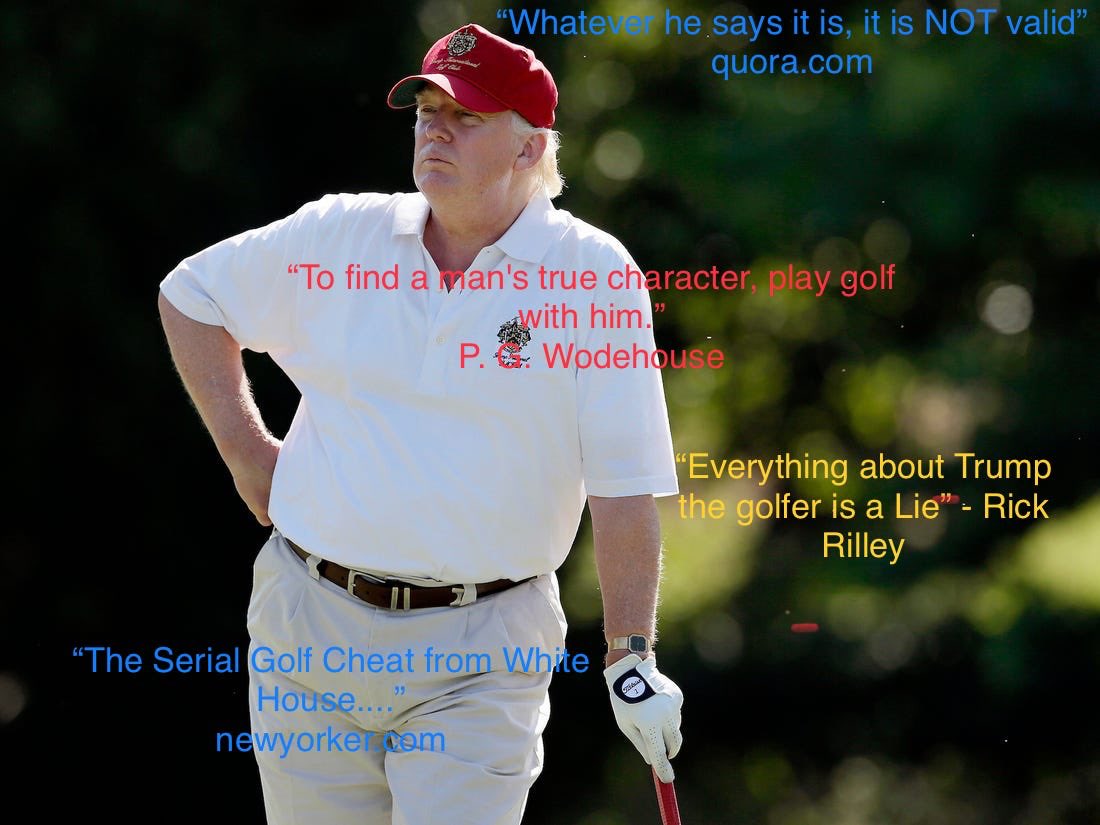 “Whatever he says it is, it is NOT valid”
quora.com
“To find a man's true character, play golf
with him.”
P. G. Wodehouse
“Everything about Trump
the golfer is a Lie” - Rick
Rilley
“The Serial Golf Cheat from White
House....”
newyorker.com
Titleist
1